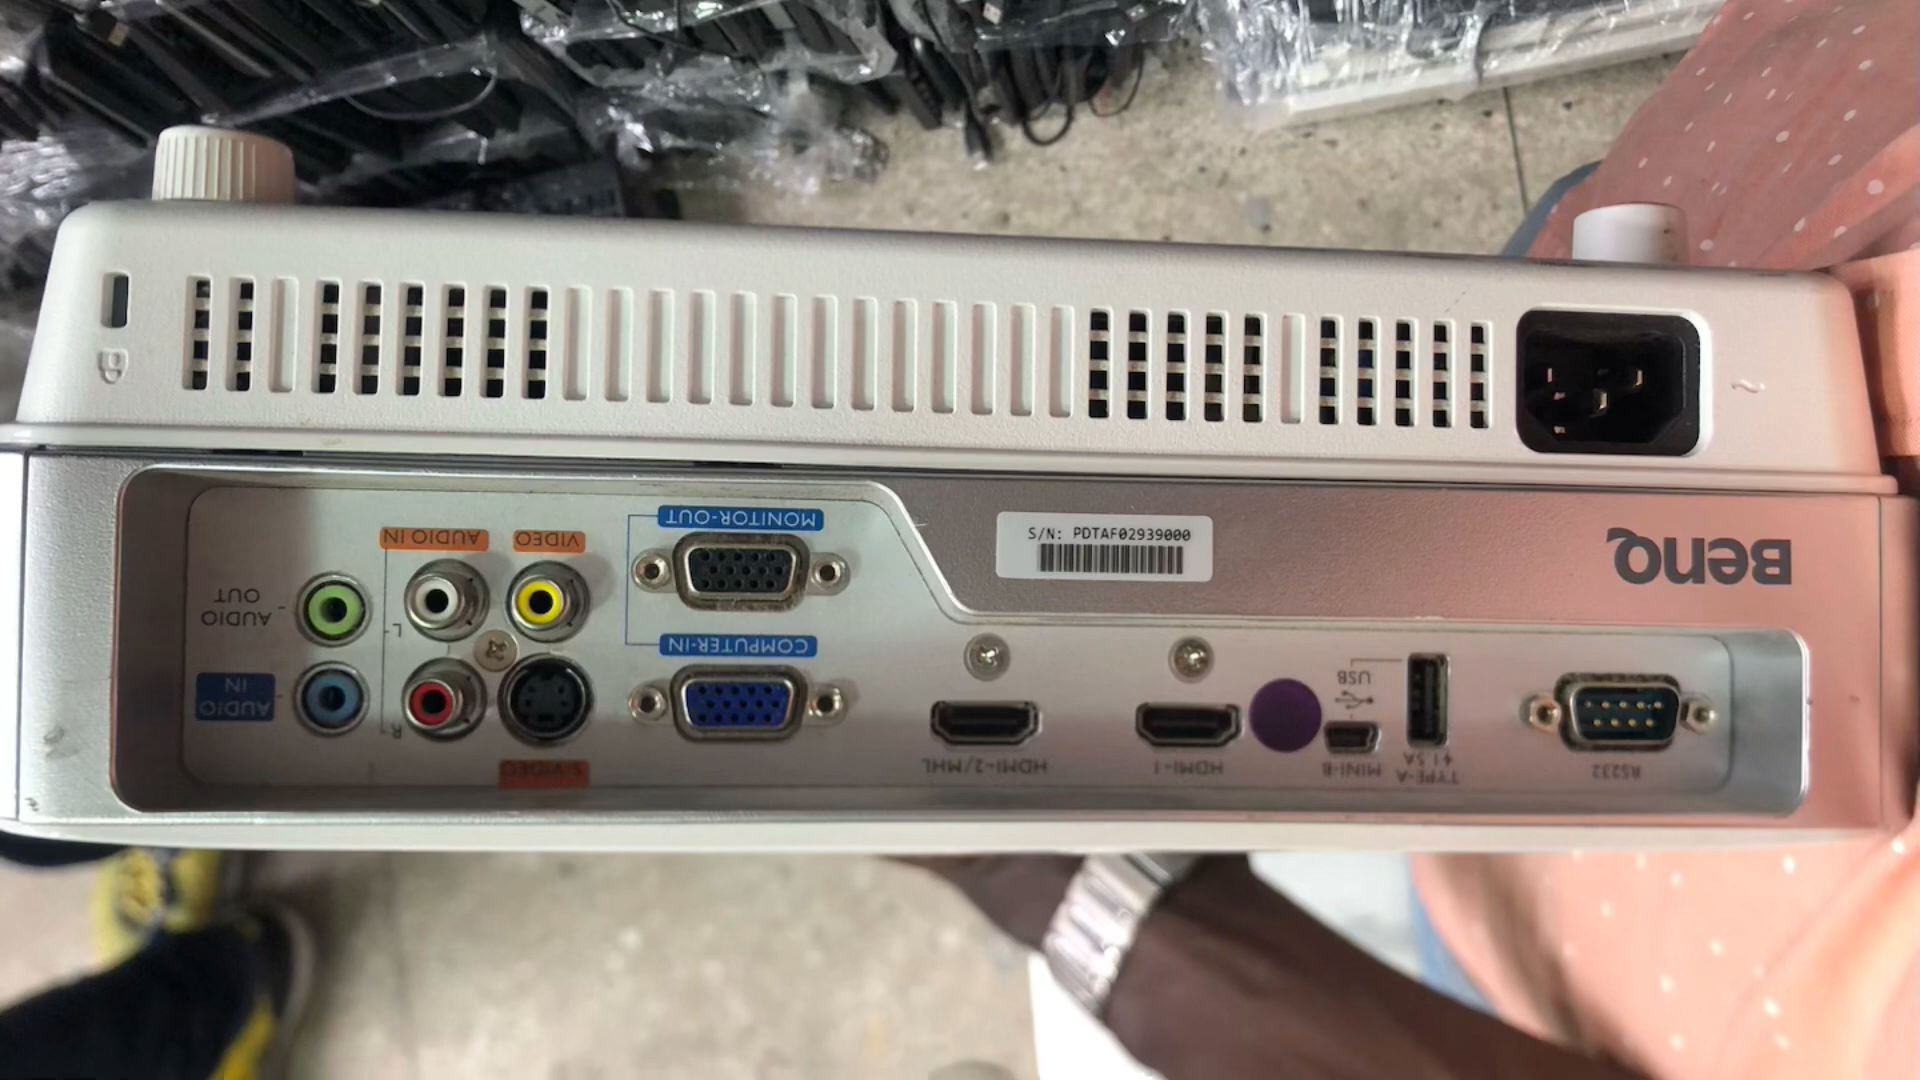 BenQ
S/N: PDTAF02939000
RS232
TYPE-A
1.5A
USB
MINI-B
HDMI-1
HDMI-2/MHL
COMPUTER-IN
MONITOR-OUT
S-VIDEO
VIDEO
AUDIO IN
L
R
AUDIO
IN
AUDIO
OUT